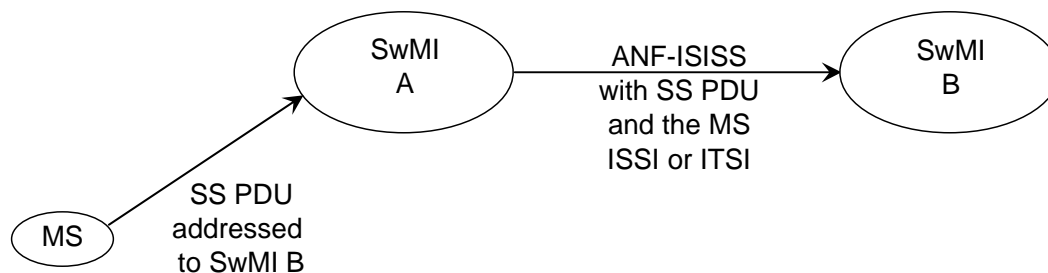 MS
SS PDU
addressed
to SwMI B
SwMI
A
ANF-ISISS
with SS PDU
and the MS
ISSI or ITSI
SwMI
B